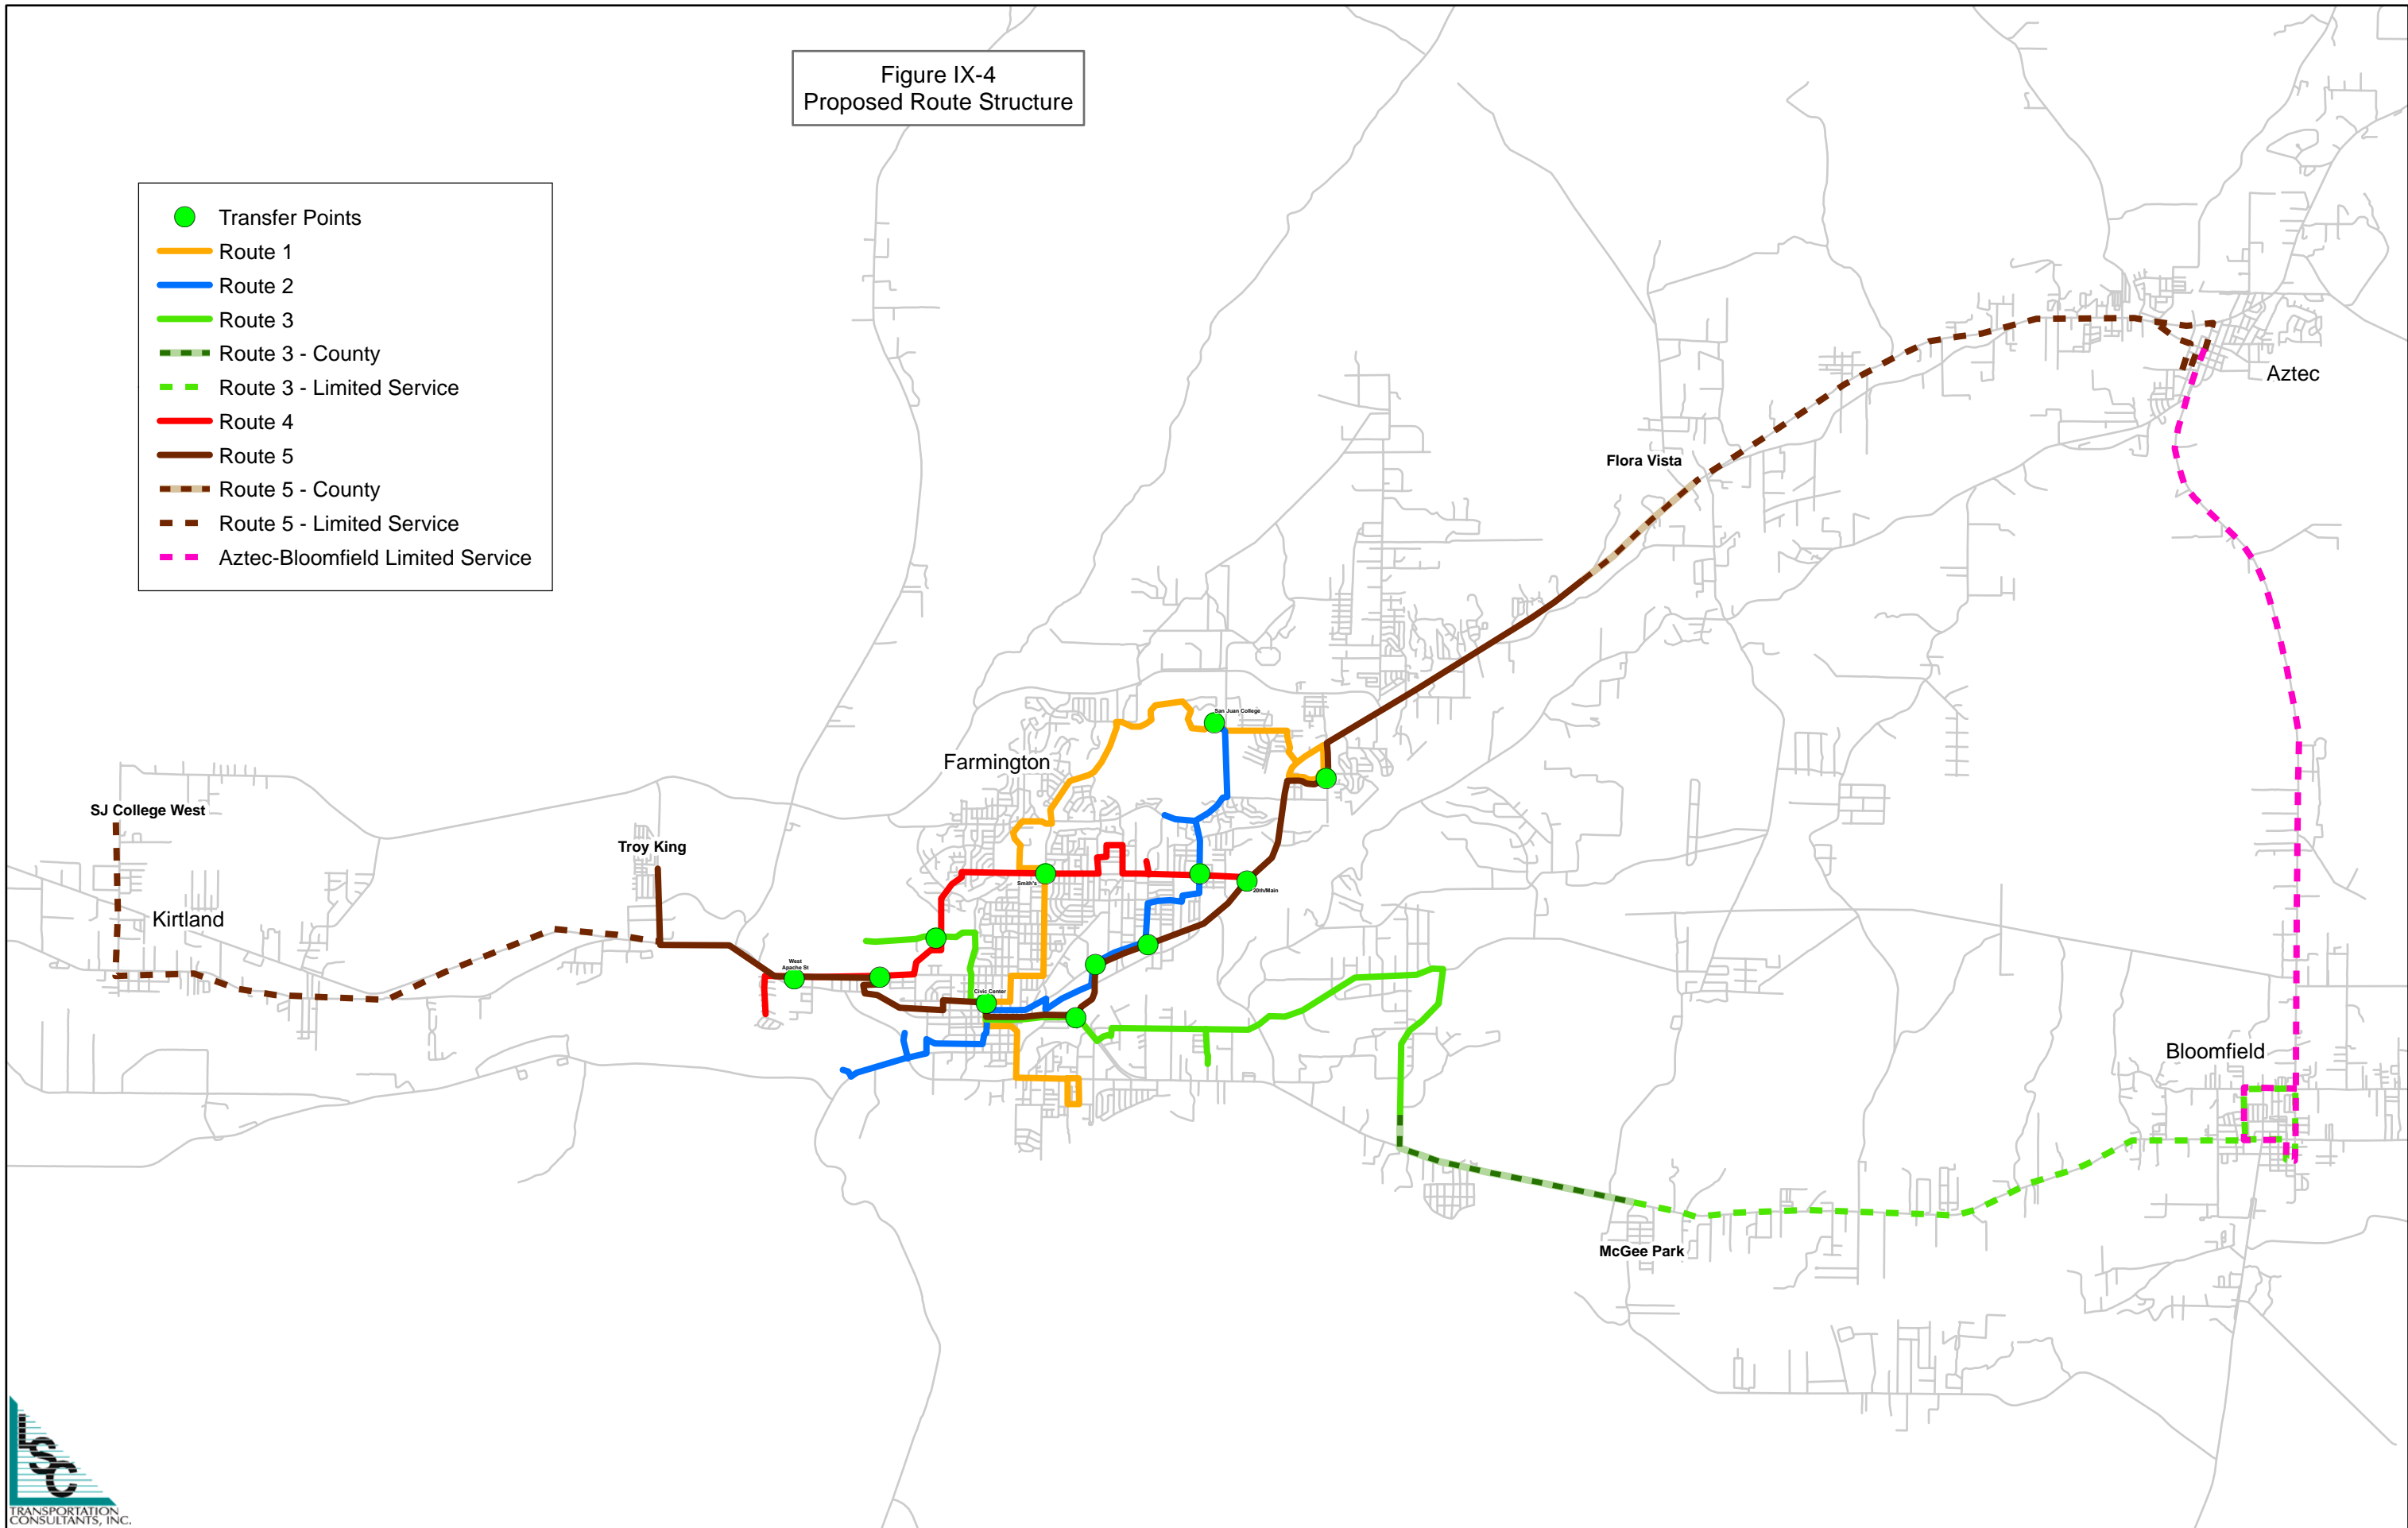 Figure IX-4
Proposed Route Structure
Transfer Points
Route 1
Route 2
Route 3
Route 3 - County
Route 3 - Limited Service
Route 4
Route 5
Route 5 - County
Route 5 - Limited Service
Aztec-Bloomfield Limited Service
Aztec
Flora Vista
San Juan College
Farmington
SJ College West
Troy King
Smith's
20th/Main
Kirtland
West
Apache St
Civic Center
Bloomfield
McGee Park
LSC
TRANSPORTATION
CONSULTANTS, INC.